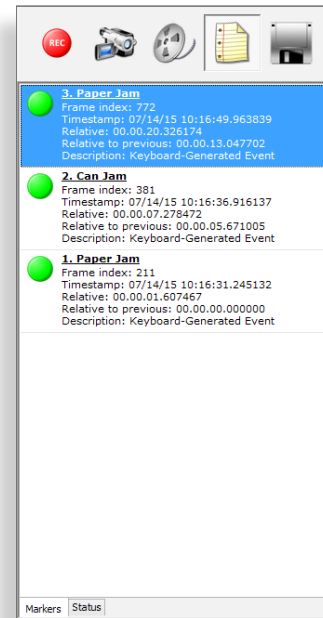 REC
3. Paper Jam
Frame index: 772
Timestamp: 07/14/15 10:16:49.963839
Relative: 00.00.20.326174
Relative to previous: 00.00.13.047702
Description: Keyboard-Generated Event
2. Can Jam
Frame index: 381
Timestamp: 07/14/15 10:16:36.916137
Relative: 00.00.07.278472
Relative to previous: 00.00.05.671005
Description: Keyboard-Generated Event
1. Paper Jam
Frame index: 211
Timestamp: 07/14/15 10:16:31.245132
Relative: 00.00.01.607467
Relative to previous: 00.00.00.000000
Description: Keyboard-Generated Event
Markers Status